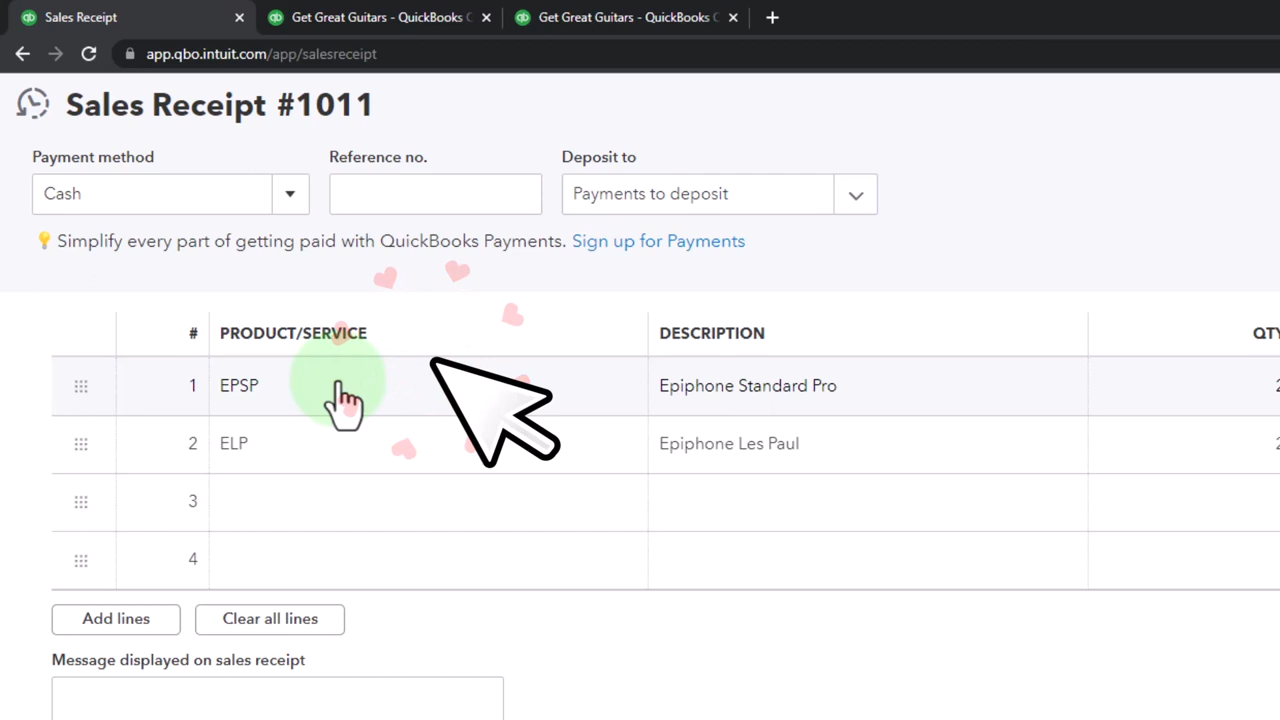 Sales Receipt
Get Great Guitars - QuickBooks
Get Great Guitars - QuickBooks
app.qbo.intuit.com/app/salesreceipt
Sales Receipt #1011
Payment method Reference no. Deposit to
Cash Payments to deposit
Simplify every part of getting paid with QuickBooks Payments. Sign up for Payments
# PRODUCT/SERVICE DESCRIPTION QTY
1 EPSP Epiphone Standard Pro
2 ELP Epiphone Les Paul
3
4
Add lines Clear all lines
Message displayed on sales receipt